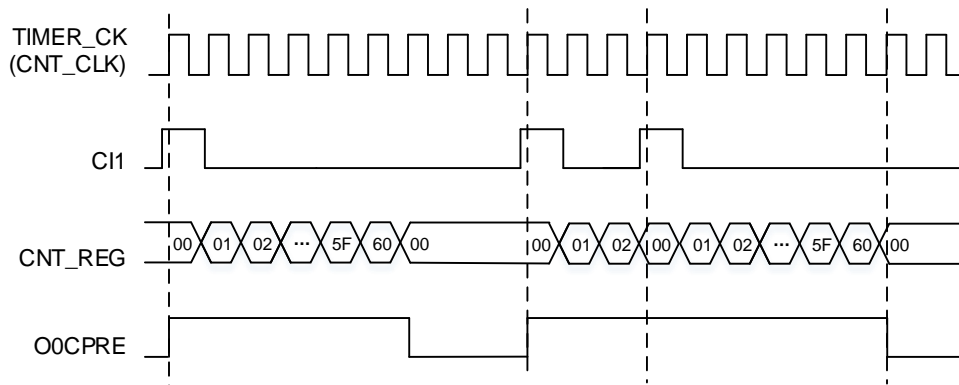 TIMER_CK
(CNT_CLK)
CI1
CNT_REG 00 01 02 ... 5F 60 00 00 01 02 00 01 02 ... 5F 60 00
O0CPRE